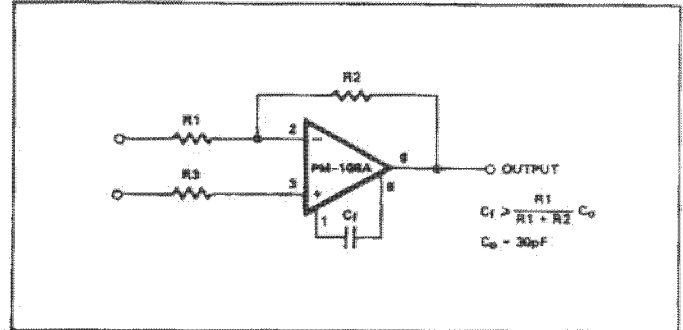 R2
R1
2
−
PM-108A
6
OUTPUT
R3
3
+
8
1
Cf
Cf ≥ R1
R1 + R2 Co
Co = 30pF